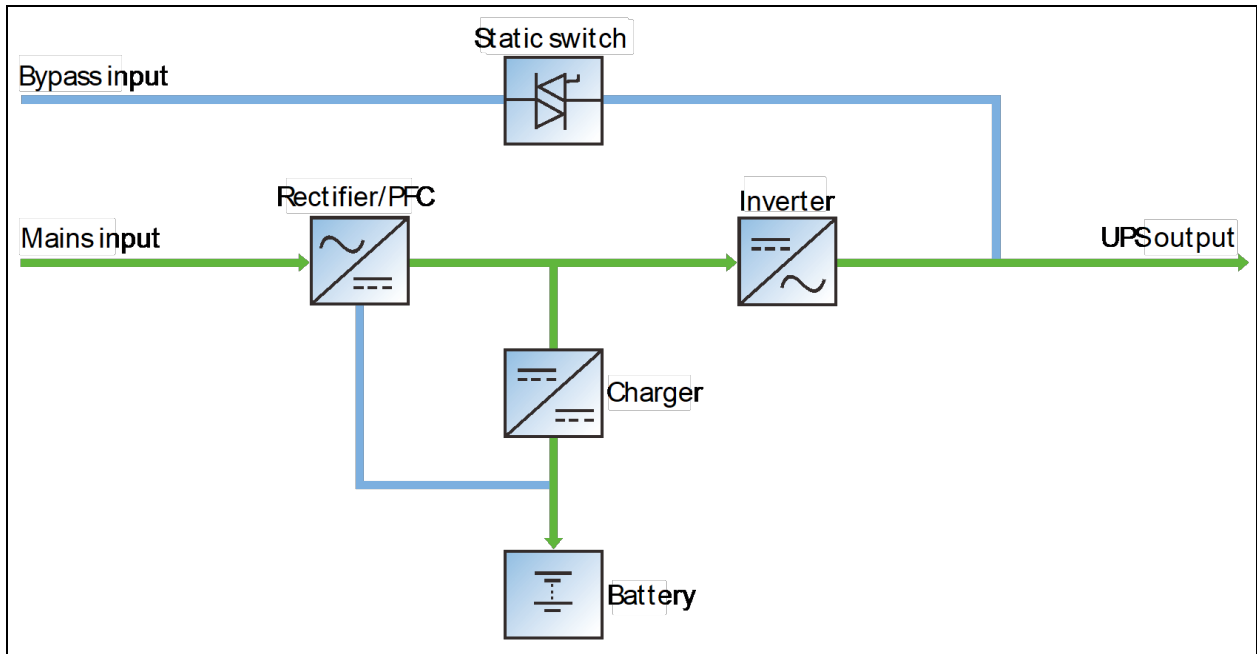 Static switch
Bypass input
Rectifier/PFC
Inverter
Mains input
UPS output
Charger
Battery